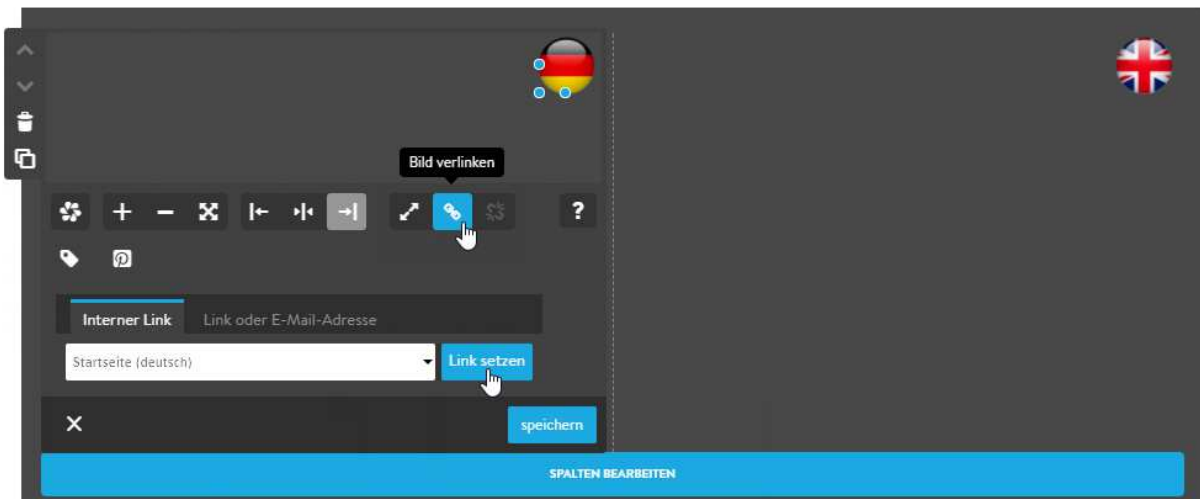 Bild verlinken
?
Interner Link Link oder E-Mail-Adresse
Startseite (deutsch) Link setzen
speichern
SPALTEN BEARBEITEN